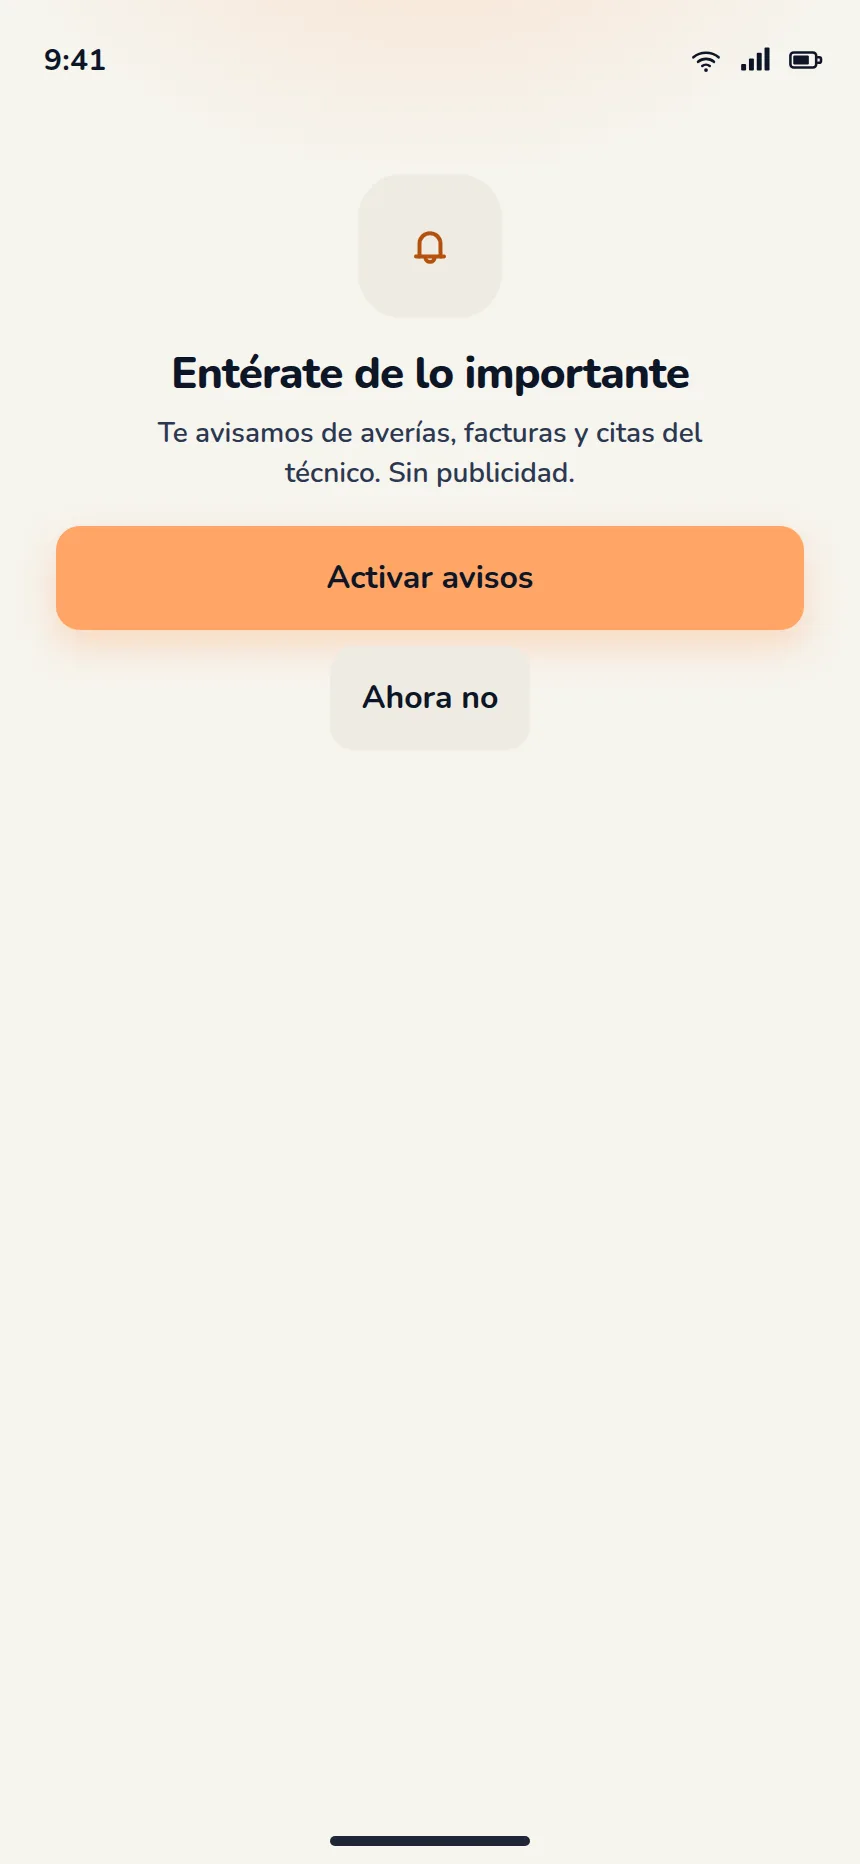 9:41
Entérate de lo importante
Te avisamos de averías, facturas y citas del
técnico. Sin publicidad.
Activar avisos
Ahora no